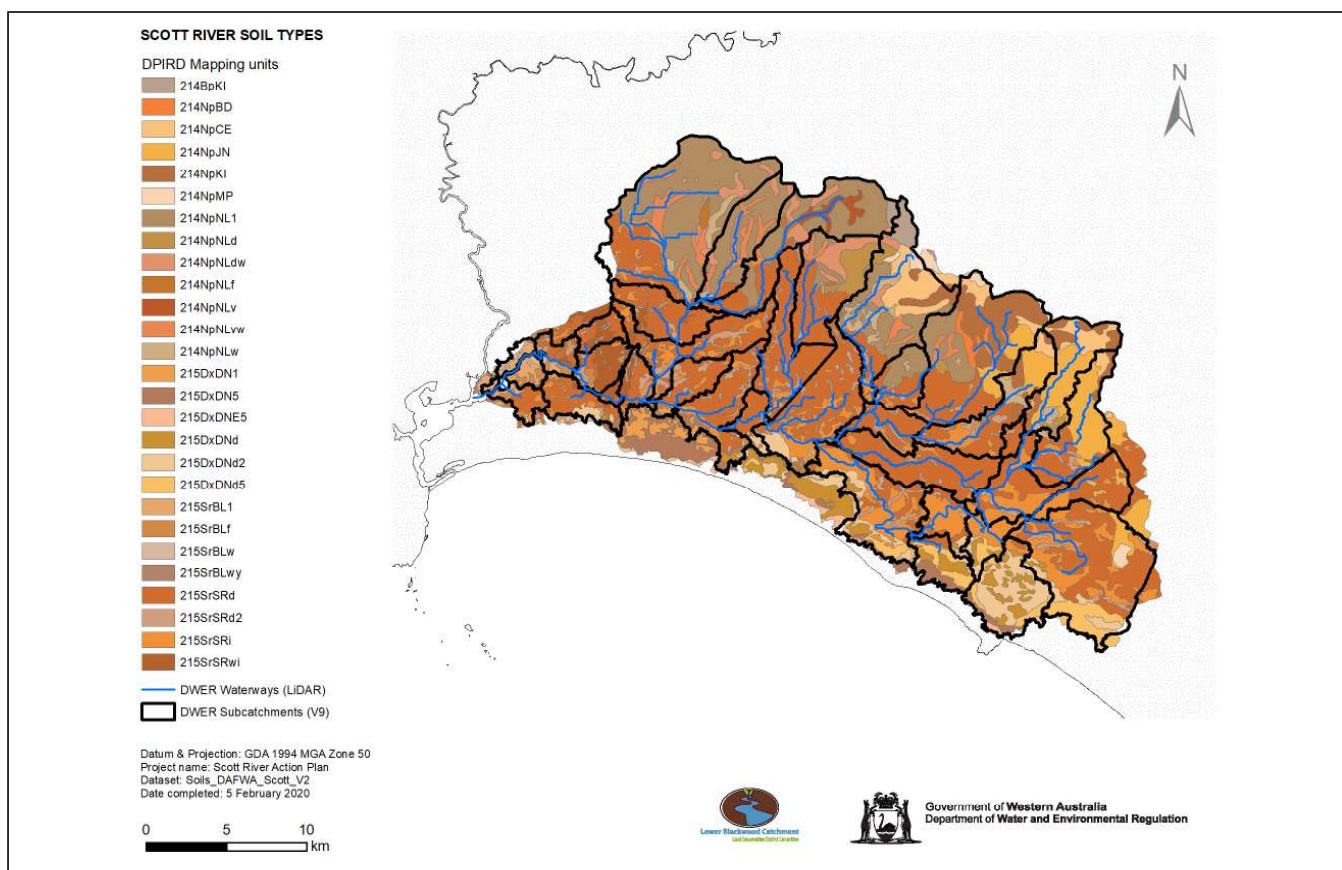 SCOTT RIVER SOIL TYPES
DPIRD Mapping units
214BpKI
214NpBD
214NpCE
214NpJN
214NpKI
214NpMP
214NpNL1
214NpNLd
214NpNLdw
214NpNLf
214NpNLv
214NpNLvw
214NpNLw
215DxDN1
215DxDN5
215DxDNE5
215DxDNd
215DxDNd2
215DxDNd5
215SrBL1
215SrBLf
215SrBLw
215SrBLwy
215SrSRd
215SrSRd2
215SrSRi
215SrSRwi
DWER Waterways (LiDAR)
DWER Subcatchments (V9)
Datum & Projection: GDA 1994 MGA Zone 50
Project name: Scott River Action Plan
Dataset: Soils_DAFWA_Scott_V2
Date completed: 5 February 2020
0 5 10
km
N
Lower Blackwood Catchment
Land Conservation District Committee
Government of Western Australia
Department of Water and Environmental Regulation